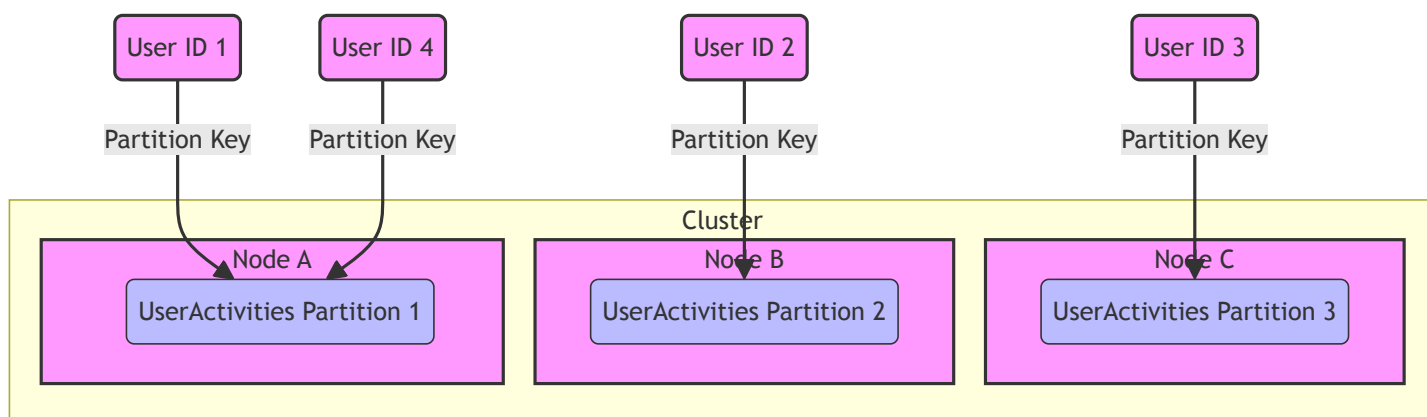 User ID 1
User ID 4
User ID 2
User ID 3
Partition Key
Partition Key
Partition Key
Partition Key
Cluster
Node A
Node B
Node C
UserActivities Partition 1
UserActivities Partition 2
UserActivities Partition 3